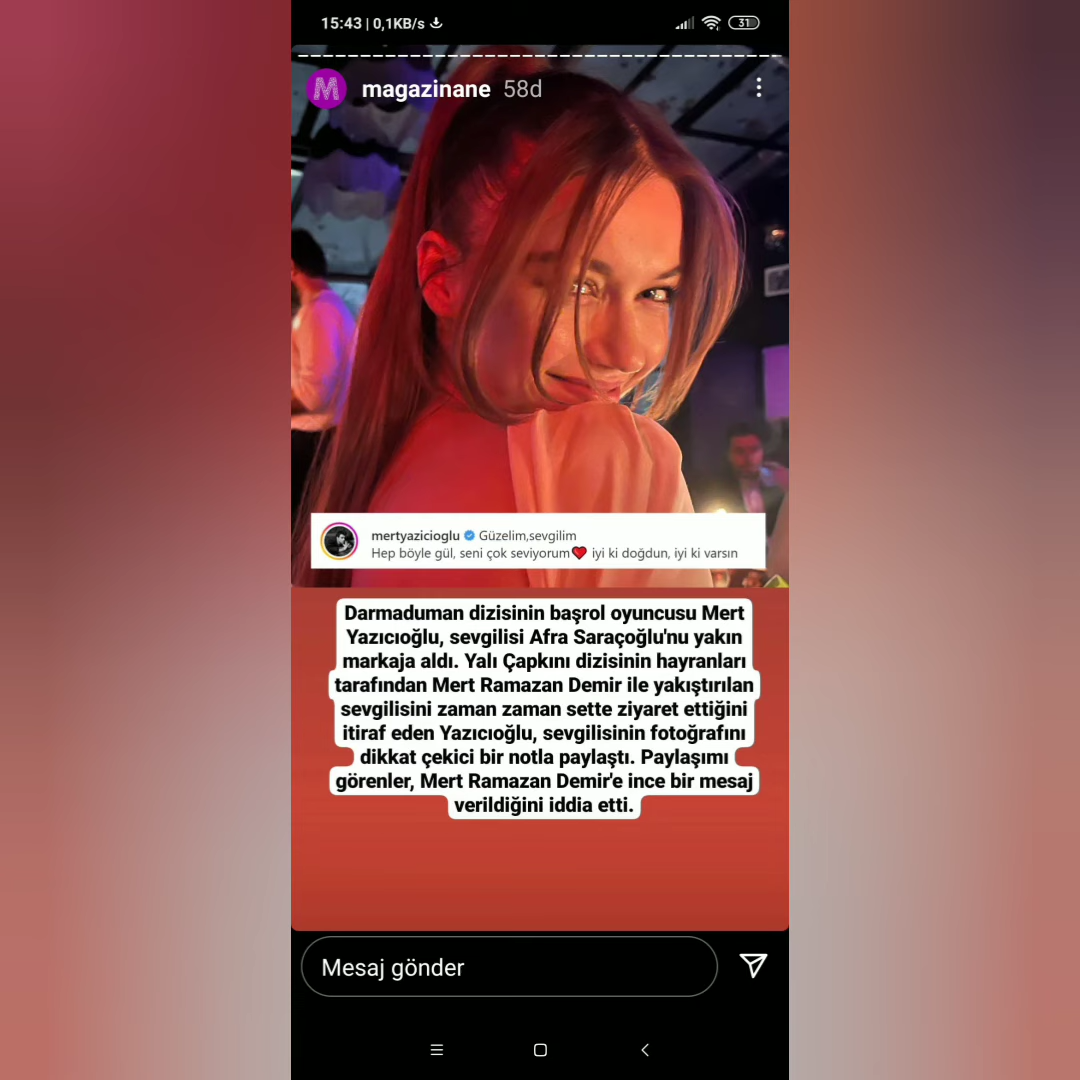 15:43 | 0,1KB/s
31
magazinane 58d
mertyazicioglu Güzelim,sevgilim
Hep böyle gül, seni çok seviyorum❤️ iyi ki doğdun, iyi ki varsın
Darmaduman dizisinin başrol oyuncusu Mert
Yazıcıoğlu, sevgilisi Afra Saraçoğlu'nu yakın
markaja aldı. Yalı Çapkını dizisinin hayranları
tarafından Mert Ramazan Demir ile yakıştırılan
sevgilisini zaman zaman sette ziyaret ettiğini
itiraf eden Yazıcıoğlu, sevgilisinin fotoğrafını
dikkat çekici bir notla paylaştı. Paylaşımı
görenler, Mert Ramazan Demir'e ince bir mesaj
verildiğini iddia etti.
Mesaj gönder